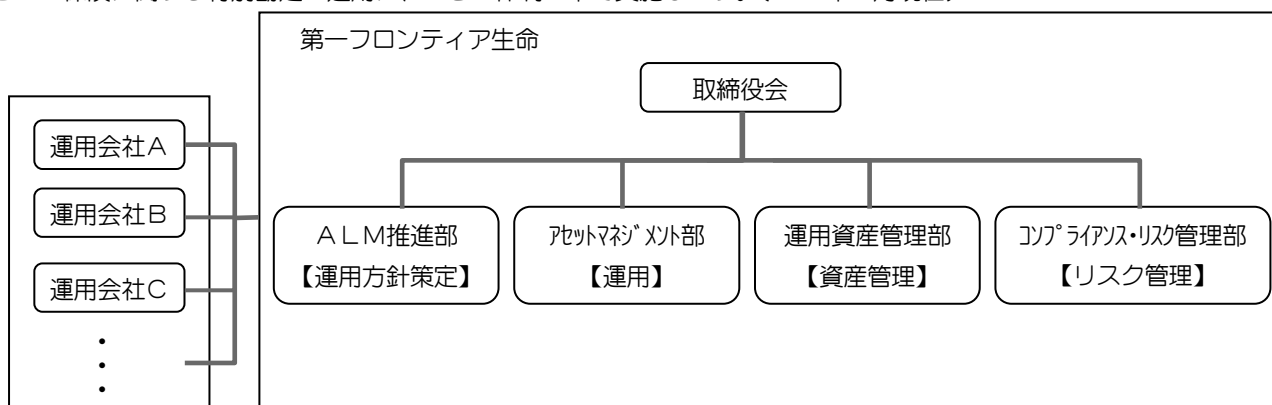 第一フロンティア生命
取締役会
運用会社A
運用会社B
運用会社C
・
・
・
ALM推進部
【運用方針策定】
アセットマネジメント部
【運用】
運用資産管理部
【資産管理】
コンプライアンス・リスク管理部
【リスク管理】